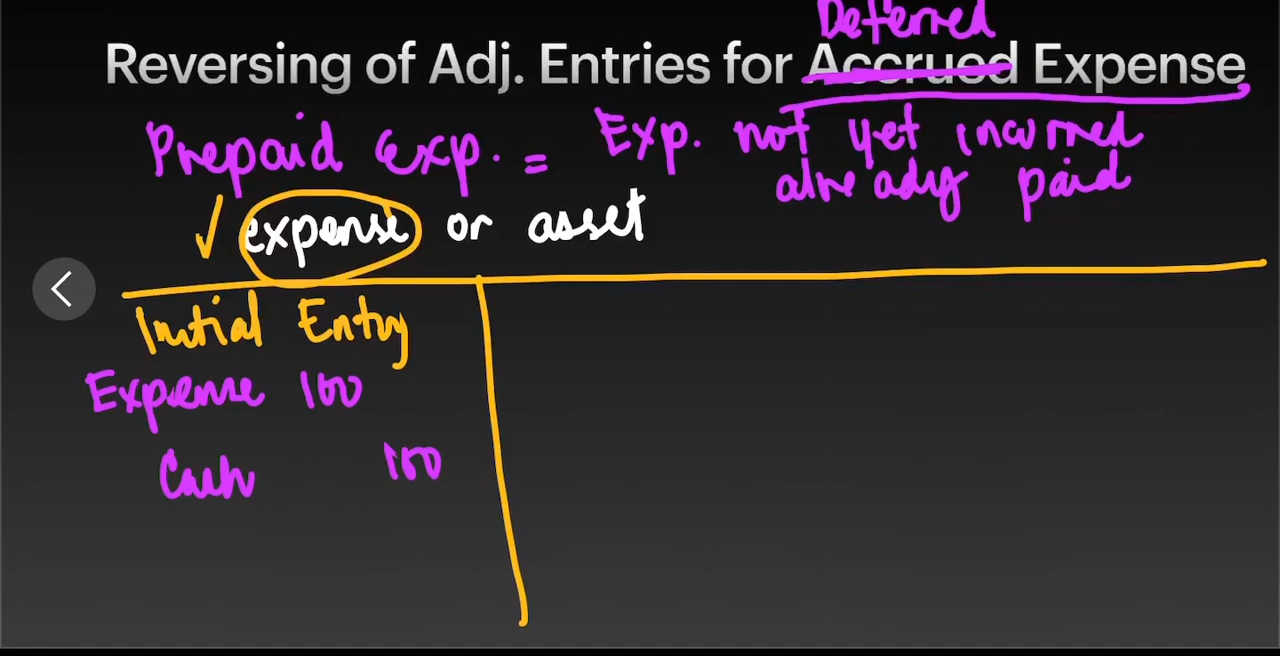 Deferred
Reversing of Adj. Entries for Accrued Expense
Prepaid Exp. = Exp. not yet incurred
already paid
✓ expense or asset
Initial Entry
Expense 100
Cash 100